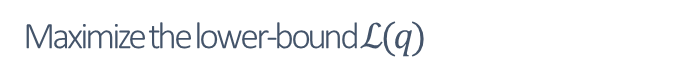 Maximize the lower-bound ℒ(𝑞)